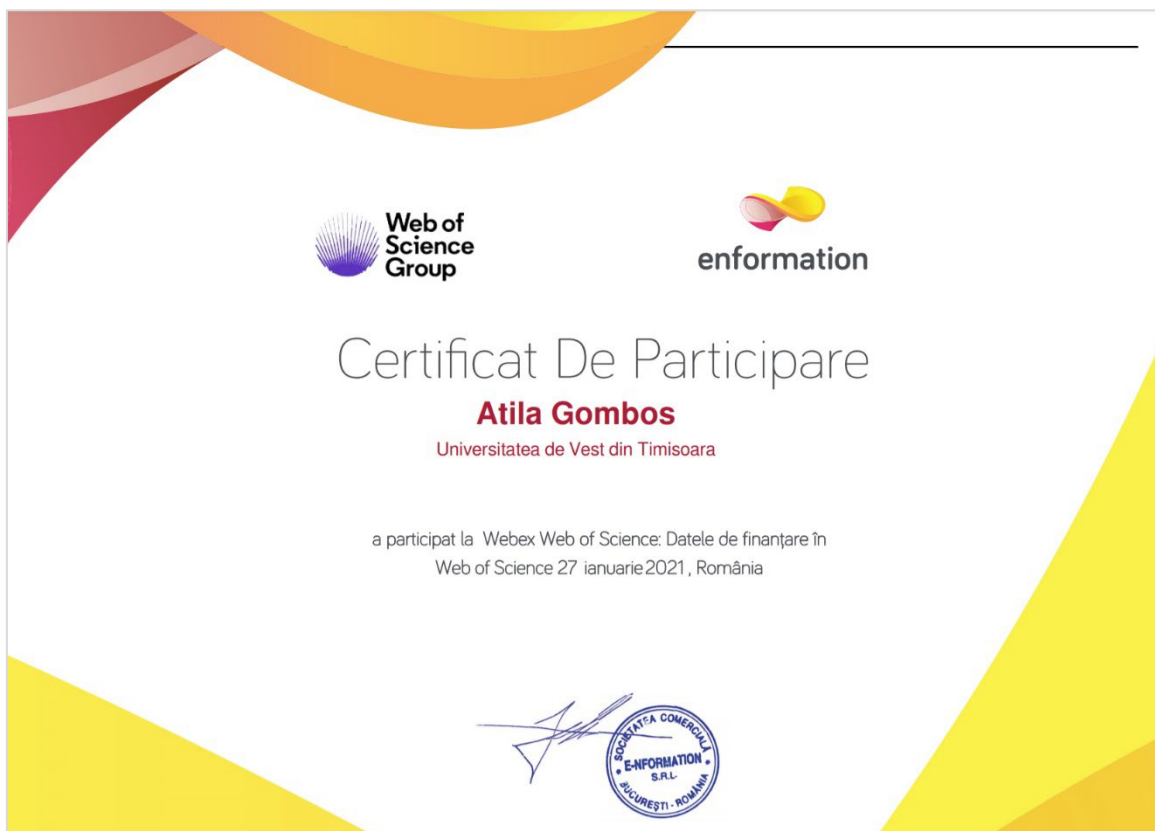 Web of
Science
Group
enformation
Certificat De Participare
Atila Gombos
Universitatea de Vest din Timisoara
a participat la Webex Web of Science: Datele de finanțare în
Web of Science 27 ianuarie 2021, România
SOCIETATEA COMERCIALĂ
E-NFORMATION
S.R.L.
BUCUREȘTI - ROMÂNIA